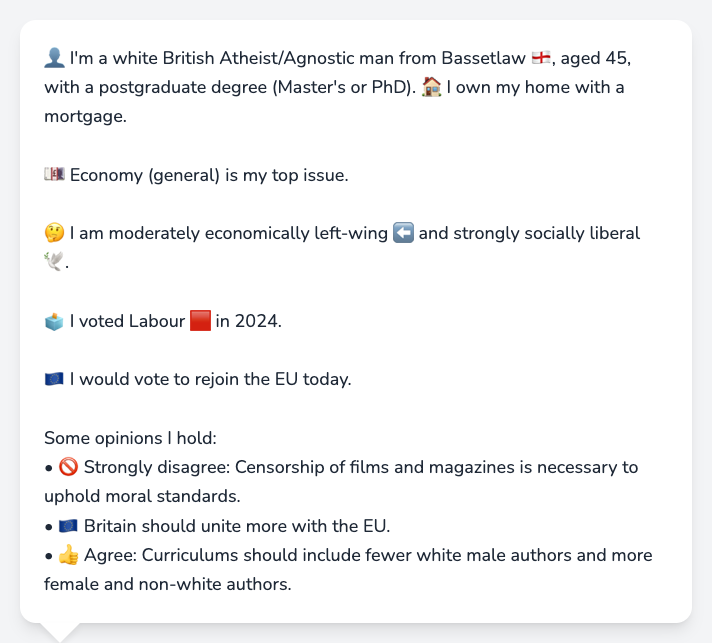 👤 I'm a white British Atheist/Agnostic man from Bassetlaw 🏴󠁧󠁢󠁥󠁮󠁧󠁿, aged 45,
with a postgraduate degree (Master's or PhD). 🏠 I own my home with a
mortgage.
💷 Economy (general) is my top issue.
🤔 I am moderately economically left-wing ⬅️ and strongly socially liberal
🕊️.
🗳️ I voted Labour 🟥 in 2024.
🇪🇺 I would vote to rejoin the EU today.
Some opinions I hold:
• 🚫 Strongly disagree: Censorship of films and magazines is necessary to
uphold moral standards.
• 🇪🇺 Britain should unite more with the EU.
• 👍 Agree: Curriculums should include fewer white male authors and more
female and non-white authors.